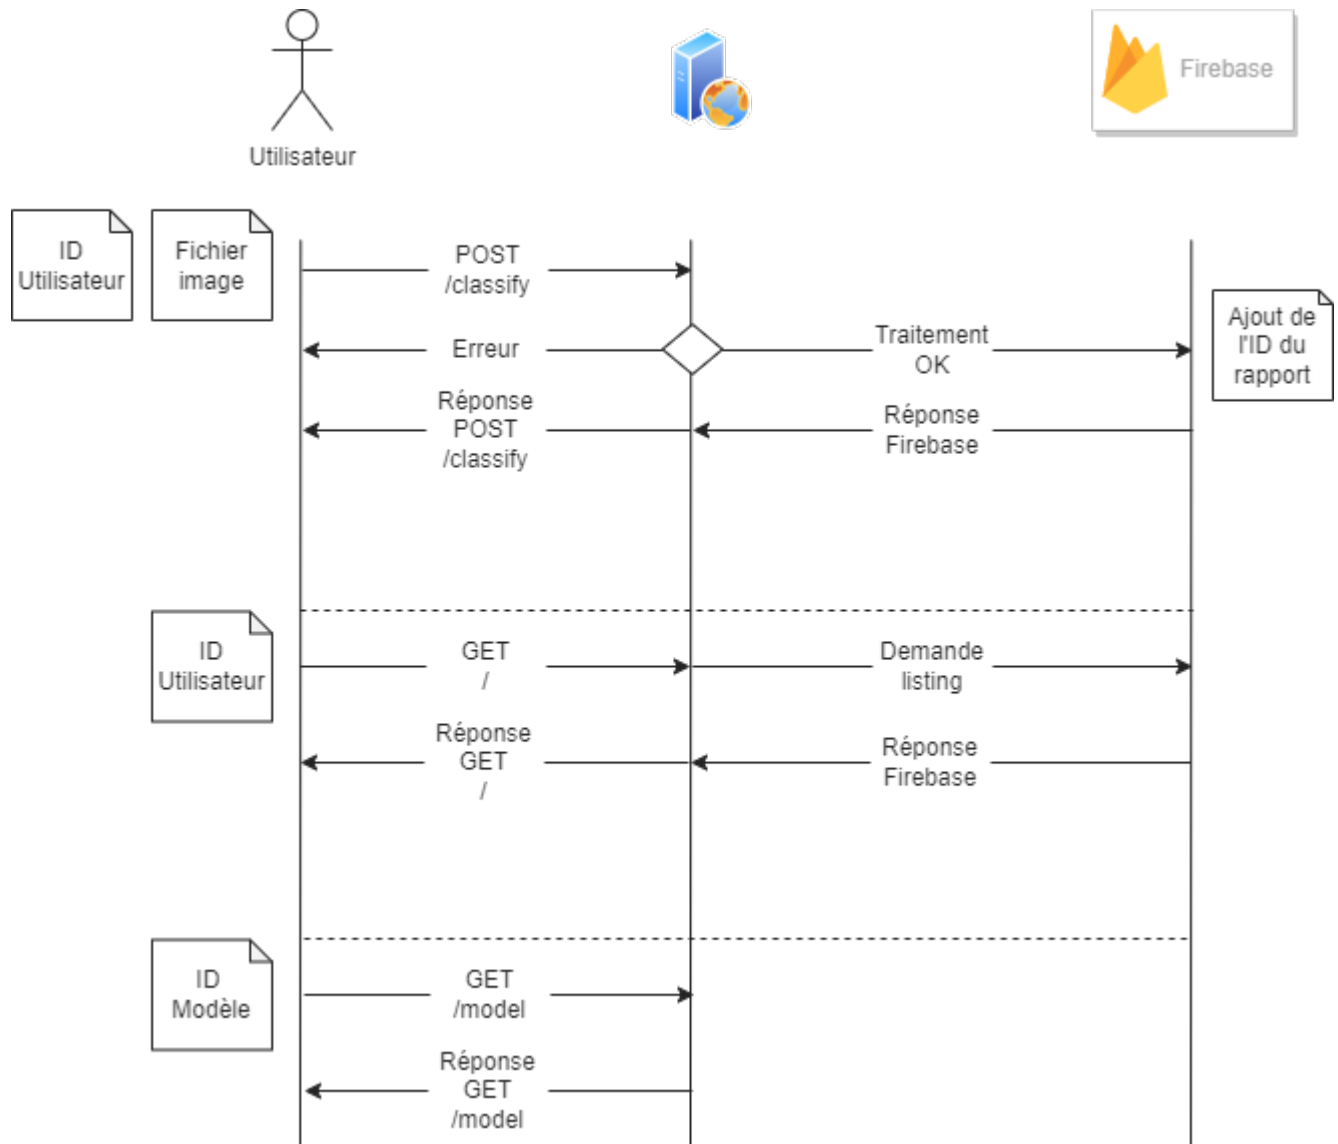 Utilisateur
Firebase
ID
Utilisateur
Fichier
image
POST
/classify
Erreur
Traitement
OK
Ajout de
l'ID du
rapport
Réponse
POST
/classify
Réponse
Firebase
ID
Utilisateur
GET
/
Demande
listing
Réponse
GET
/
Réponse
Firebase
ID
Modèle
GET
/model
Réponse
GET
/model